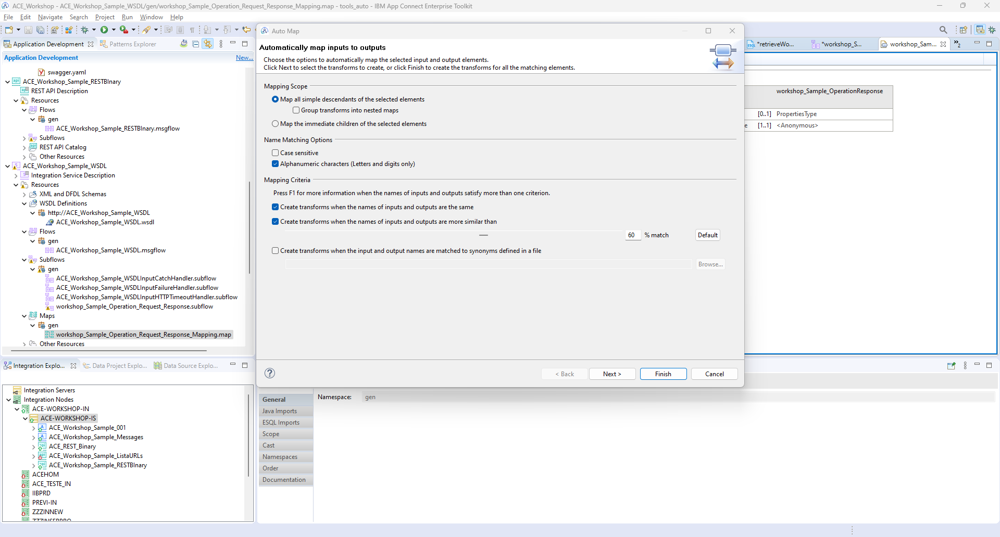 ACE_Workshop - ACE_Workshop_Sample_WSDL/gen/workshop_Sample_Operation_Request_Response_Mapping.map - tools_auto - IBM App Connect Enterprise Toolkit
File Edit Navigate Search Project Run Window Help
Application Development
Patterns Explorer
Application Development
New...
swagger.yaml
ACE_Workshop_Sample_RESTBInary
REST API Description
Resources
Flows
gen
ACE_Workshop_Sample_RESTBInary.msgflow
Subflows
REST API Catalog
Other Resources
ACE_Workshop_Sample_WSDL
Integration Service Description
Resources
XML and DFDL Schemas
WSDL Definitions
http://ACE_Workshop_Sample_WSDL
ACE_Workshop_Sample_WSDL.wsdl
Flows
gen
ACE_Workshop_Sample_WSDL.msgflow
Subflows
gen
ACE_Workshop_Sample_WSDLInputCatchHandler.subflow
ACE_Workshop_Sample_WSDLInputFailureHandler.subflow
ACE_Workshop_Sample_WSDLInputHTTPTimeoutHandler.subflow
workshop_Sample_Operation_Request_Response.subflow
Maps
gen
workshop_Sample_Operation_Request_Response_Mapping.map
Other Resources
Integration Explo...
Data Project Explo...
Data Source Explo...
Integration Servers
Integration Nodes
ACE-WORKSHOP-IN
ACE-WORKSHOP-IS
ACE_Workshop_Sample_001
ACE_Workshop_Sample_Messages
ACE_REST_Binary
ACE_Workshop_Sample_ListaURLs
ACE_Workshop_Sample_RESTBInary
ACEHOM
ACE_TESTE_IN
IIBPRD
PREVI-IN
ZZZINNEW
Auto Map
Automatically map inputs to outputs
Choose the options to automatically map the selected input and output elements.
Click Next to select the transforms to create, or click Finish to create the transforms for all the matching elements.
Mapping Scope
Map all simple descendants of the selected elements
Group transforms into nested maps
Map the immediate children of the selected elements
Name Matching Options
Case sensitive
Alphanumeric characters (Letters and digits only)
Mapping Criteria
Press F1 for more information when the names of inputs and outputs satisfy more than one criterion.
Create transforms when the names of inputs and outputs are the same
Create transforms when the names of inputs and outputs are more similar than
60 % match Default
Create transforms when the input and output names are matched to synonyms defined in a file
Browse...
? < Back Next > Finish Cancel
*retrieveWo...
*workshop_S...
workshop_Sam...
»2
workshop_Sample_OperationResponse
[0..1] PropertiesType
e [1..1] <Anonymous>
General
Java Imports
ESQL Imports
Scope
Cast
Namespaces
Order
Documentation
Namespace: gen